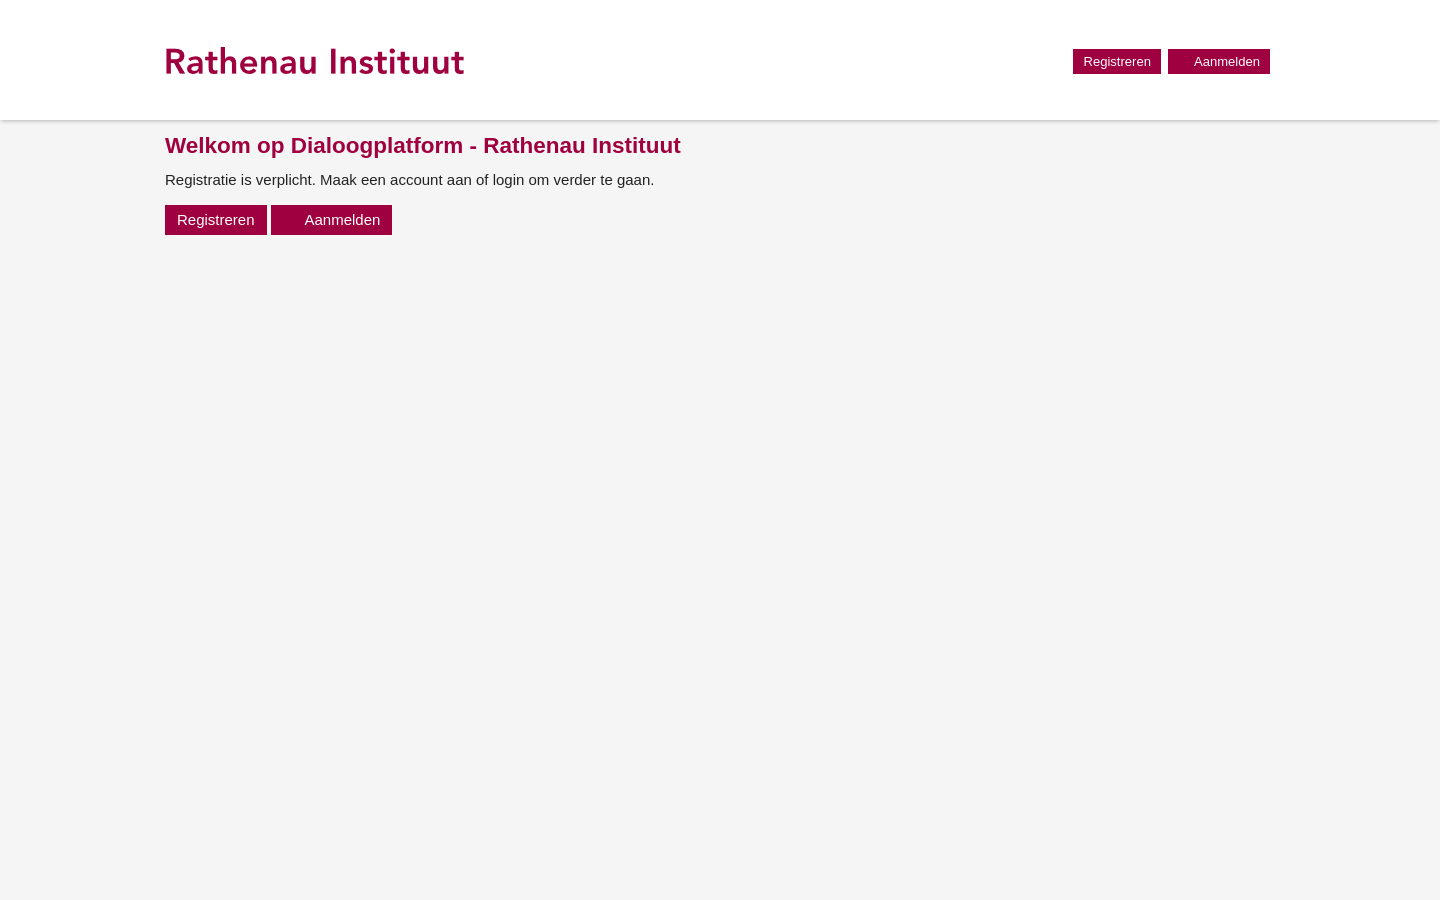 Rathenau Instituut
Registreren
Aanmelden
Welkom op Dialoogplatform - Rathenau Instituut
Registratie is verplicht. Maak een account aan of login om verder te gaan.
Registreren
Aanmelden